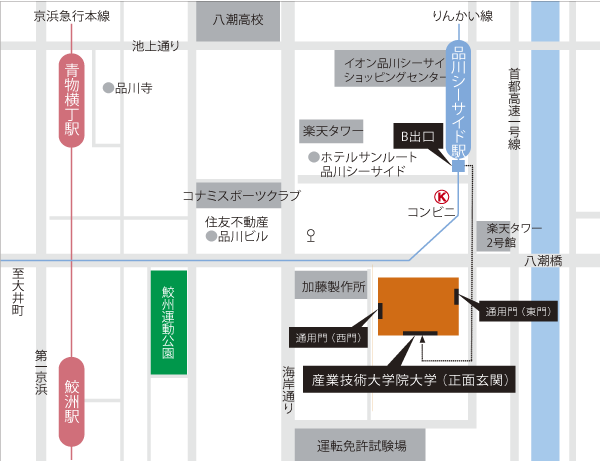 京浜急行本線
八潮高校
りんかい線
池上通り
青物横丁駅
品川寺
イオン品川シーサイド
ショッピングセンター
品川シーサイド駅
首都高速一号線
楽天タワー
B出口
ホテルサンルート
品川シーサイド
コナミスポーツクラブ
K
コンビニ
住友不動産
品川ビル
楽天タワー
2号館
八潮橋
至大井町
鮫州運動公園
加藤製作所
通用門（東門）
通用門（西門）
第一京浜
鮫洲駅
海岸通り
産業技術大学院大学（正面玄関）
運転免許試験場